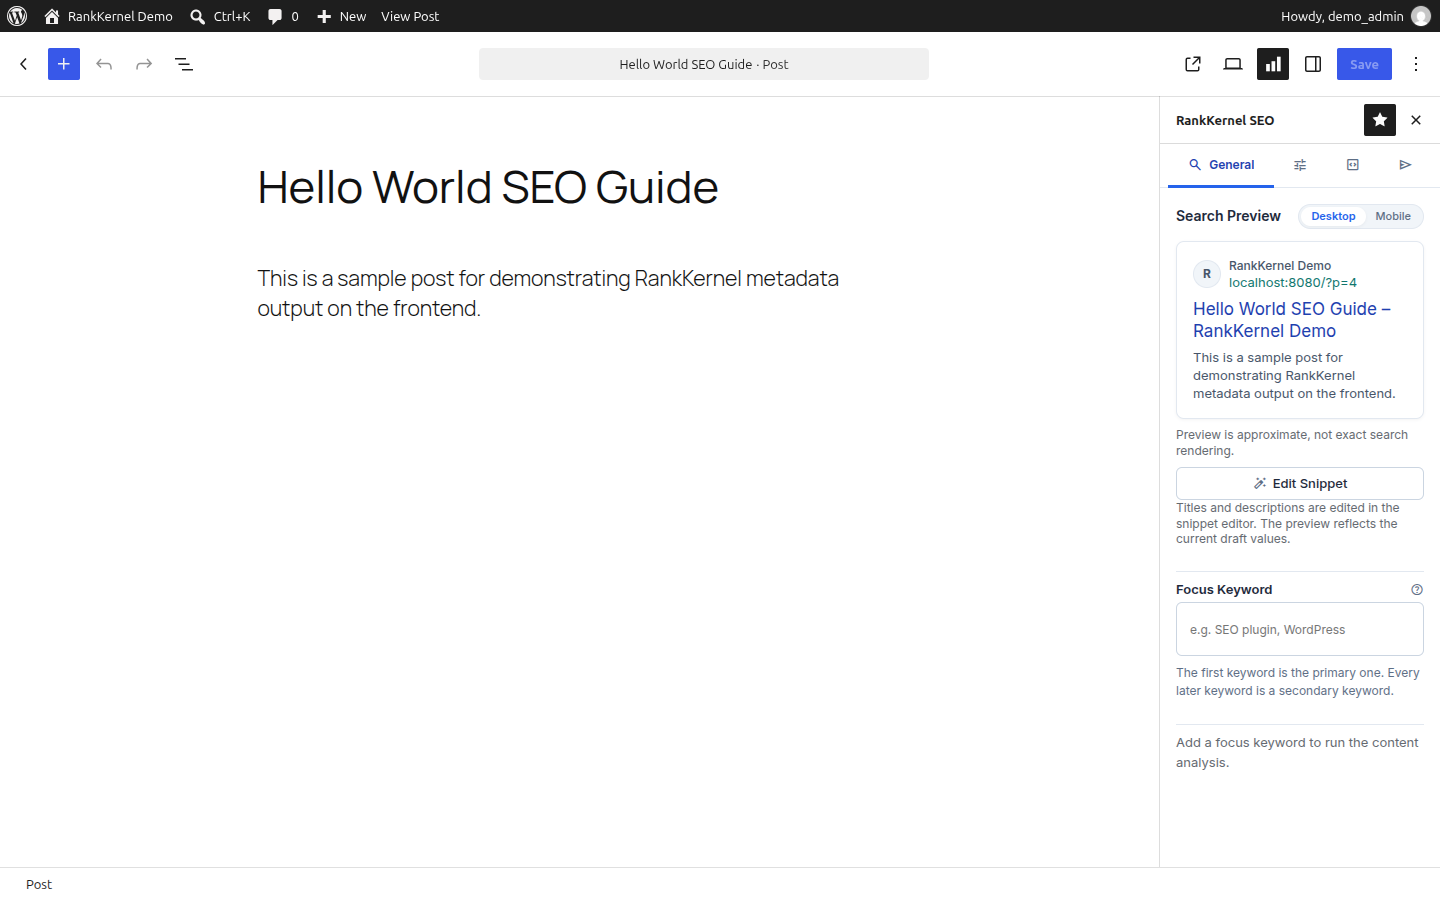 RankKernel Demo
Ctrl+K
0
New
View Post
Howdy, demo_admin
Hello World SEO Guide · Post
Save
RankKernel SEO
General
Hello World SEO Guide
This is a sample post for demonstrating RankKernel metadata
output on the frontend.
Search Preview
Desktop
Mobile
R
RankKernel Demo
localhost:8080/?p=4
Hello World SEO Guide –
RankKernel Demo
This is a sample post for
demonstrating RankKernel
metadata output on the frontend.
Preview is approximate, not exact search
rendering.
Edit Snippet
Titles and descriptions are edited in the
snippet editor. The preview reflects the
current draft values.
Focus Keyword
e.g. SEO plugin, WordPress
The first keyword is the primary one. Every
later keyword is a secondary keyword.
Add a focus keyword to run the content
analysis.
Post